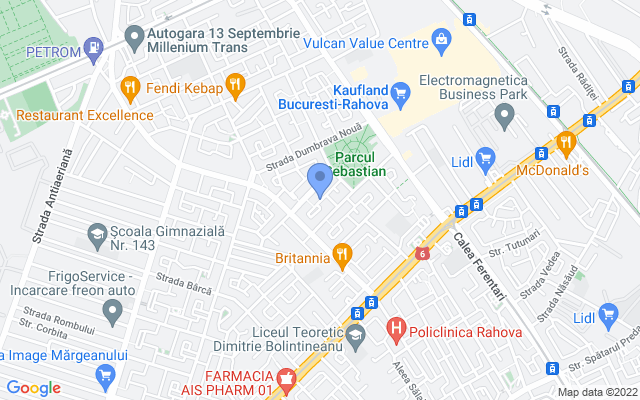 Autogara 13 Septembrie
Millenium Trans
PETROM
Vulcan Value Centre
Strada Rădiței
Fendi Kebap
Kaufland
Bucuresti-Rahova
Electromagnetica
Business Park
Restaurant Excellence
Strada Dumbrava Nouă
Parcul
Sebastian
Lidl
McDonald's
Strada Antiaeriană
Școala Gimnazială
Nr. 143
Calea Ferentari
Str. Tutunari
Britannia
6
Strada Vedea
Strada Năsăud
FrigoService -
Incarcare freon auto
Strada Bârcă
Strada Rombului
Str. Corbita
Liceul Teoretic
Dimitrie Bolintineanu
H
Policlinica Rahova
Lidl
Str. Spătarul Preda
a Image Mărgeanului
FARMACIA
AIS PHARM 01
Aleea Săla
Google
Map data ©2022